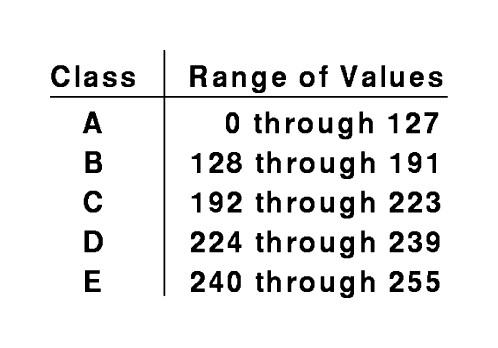 Class Range of Values
A 0 through 127
B 128 through 191
C 192 through 223
D 224 through 239
E 240 through 255